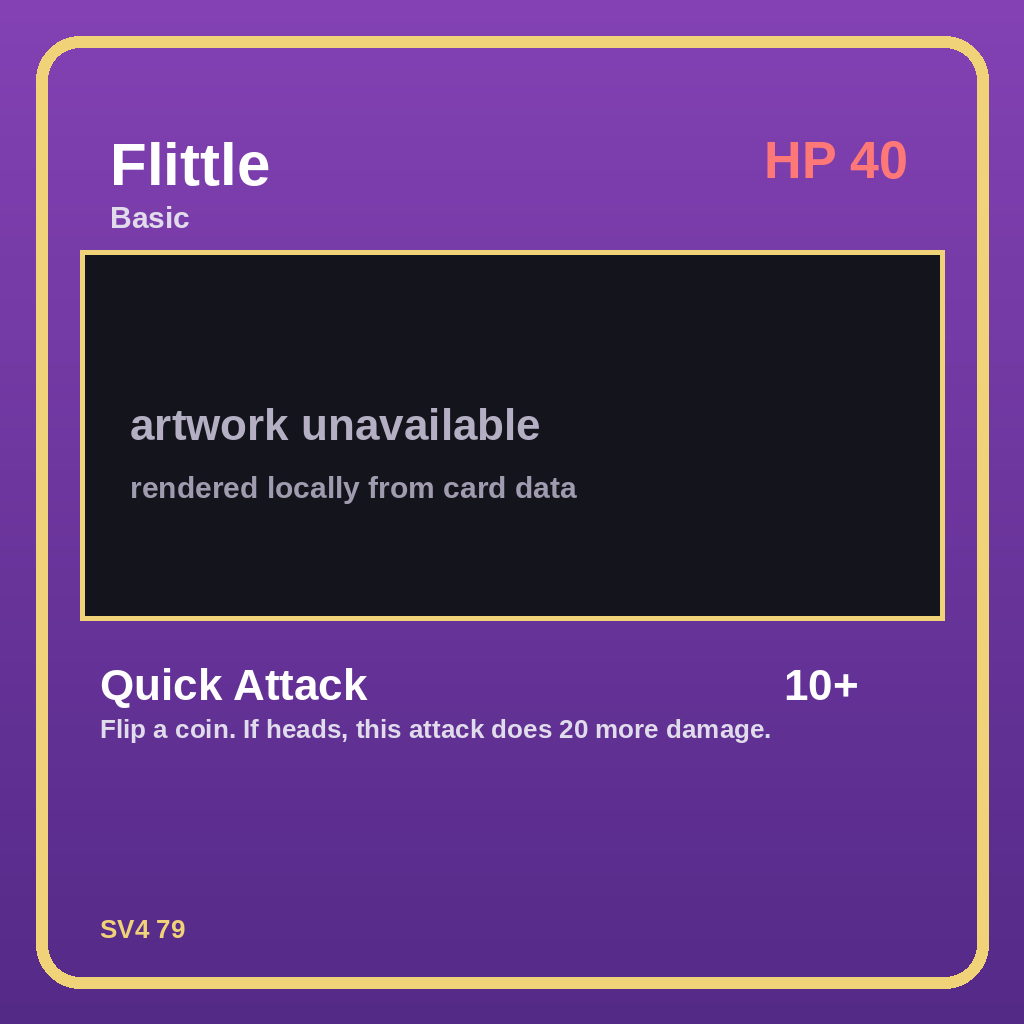 Flittle
HP 40
Basic
artwork unavailable
rendered locally from card data
Quick Attack
10+
Flip a coin. If heads, this attack does 20 more damage.
SV4 79